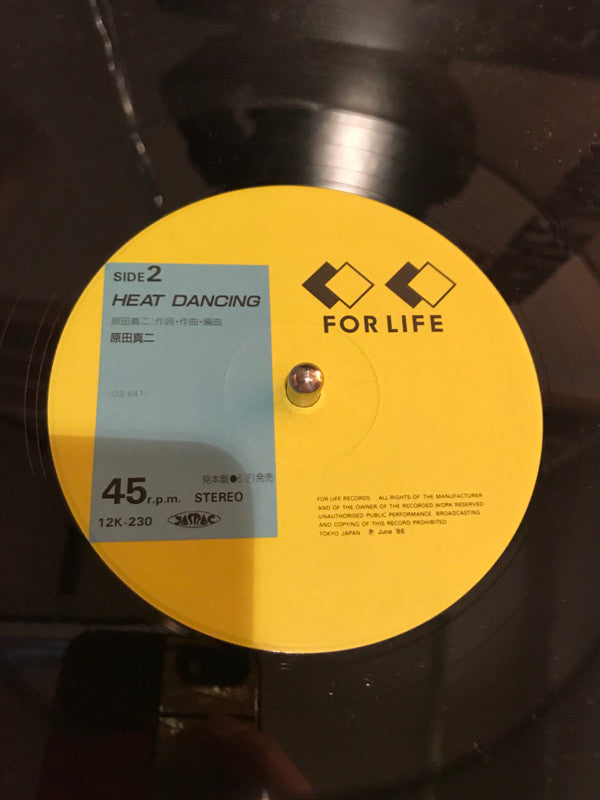 SIDE 2
HEAT DANCING
原田真二:作詞・作曲・編曲
原田真二
(OS-641)
45 r.p.m. STEREO
見本盤●6・21発売
12K-230 JASRAC
FOR LIFE
FOR LIFE RECORDS ALL RIGHTS OF THE MANUFACTURER
AND OF THE OWNER OF THE RECORDED WORK RESERVED
UNAUTHORISED PUBLIC PERFORMANCE. BROADCASTING
AND COPYING OF THIS RECORD PROHIBITED
TOKYO JAPAN ℗ June '86